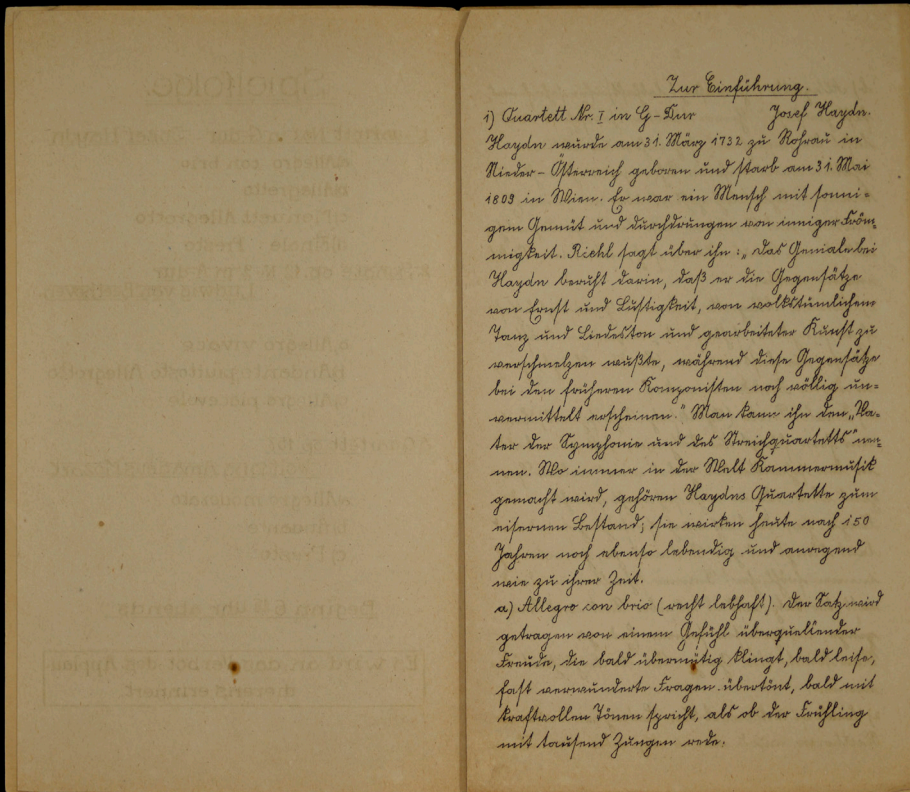 Zur Einführung.
1) Quartett Nr. I in G-Dur Josef Haydn.
Haydn wurde am 31. März 1732 zu Rohrau in
Nieder-Österreich geboren und starb am 31. Mai
1809 in Wien. Er war ein Mensch mit sonni-
gem Gemüt und durchdrungen von inniger Fröm-
migkeit. Riehl sagt über ihn: „Das Geniale bei
Haydn beruht darin, daß er die Gegensätze
von Ernst und Lustigkeit, von volkstümlichem
Tanz und Liedeston und gearbeiteter Kunst zu
verschmelzen wußte, während diese Gegensätze
bei den früheren Komponisten noch völlig un-
vermittelt erscheinen." Man kann ihn den „Va-
ter der Symphonie und des Streichquartetts" nen-
nen. Wo immer in der Welt Kammermusik
gemacht wird, gehören Haydns Quartette zum
eisernen Bestand; sie wirken heute nach 150
Jahren noch ebenso lebendig und anregend
wie zu ihrer Zeit.
a) Allegro con brio (recht lebhaft). Der Satz wird
getragen von einem Gefühl überquellender
Freude, die bald übermütig klingt, bald leise,
fast verwunderte Fragen übertönt, bald mit
kraftvollen Tönen spricht, als ob der Frühling
mit tausend Zungen rede.